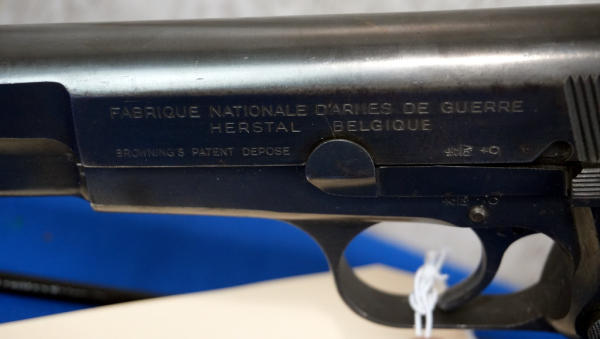 FABRIQUE NATIONALE D'ARMES DE GUERRE
HERSTAL BELGIQUE
BROWNING'S PATENT DEPOSE